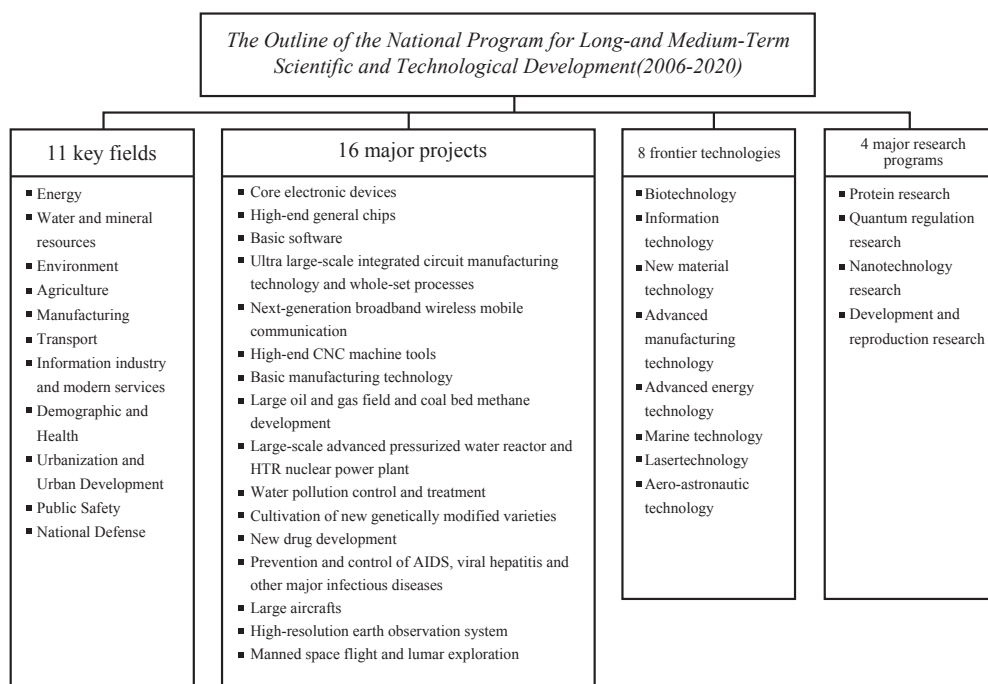 The Outline of the National Program for Long-and Medium-Term
Scientific and Technological Development(2006-2020)
11 key fields
■ Energy
■ Water and mineral
resources
■ Environment
■ Agriculture
■ Manufacturing
■ Transport
■ Information industry
and modern services
■ Demographic and
Health
■ Urbanization and
Urban Development
■ Public Safety
■ National Defense
16 major projects
■ Core electronic devices
■ High-end general chips
■ Basic software
■ Ultra large-scale integrated circuit manufacturing
technology and whole-set processes
■ Next-generation broadband wireless mobile
communication
■ High-end CNC machine tools
■ Basic manufacturing technology
■ Large oil and gas field and coal bed methane
development
■ Large-scale advanced pressurized water reactor and
HTR nuclear power plant
■ Water pollution control and treatment
■ Cultivation of new genetically modified varieties
■ New drug development
■ Prevention and control of AIDS, viral hepatitis and
other major infectious diseases
■ Large aircrafts
■ High-resolution earth observation system
■ Manned space flight and lumar exploration
8 frontier technologies
■ Biotechnology
■ Information
technology
■ New material
technology
■ Advanced
manufacturing
technology
■ Advanced energy
technology
■ Marine technology
■ Lasertechnology
■ Aero-astronautic
technology
4 major research
programs
■ Protein research
■ Quantum regulation
research
■ Nanotechnology
research
■ Development and
reproduction research